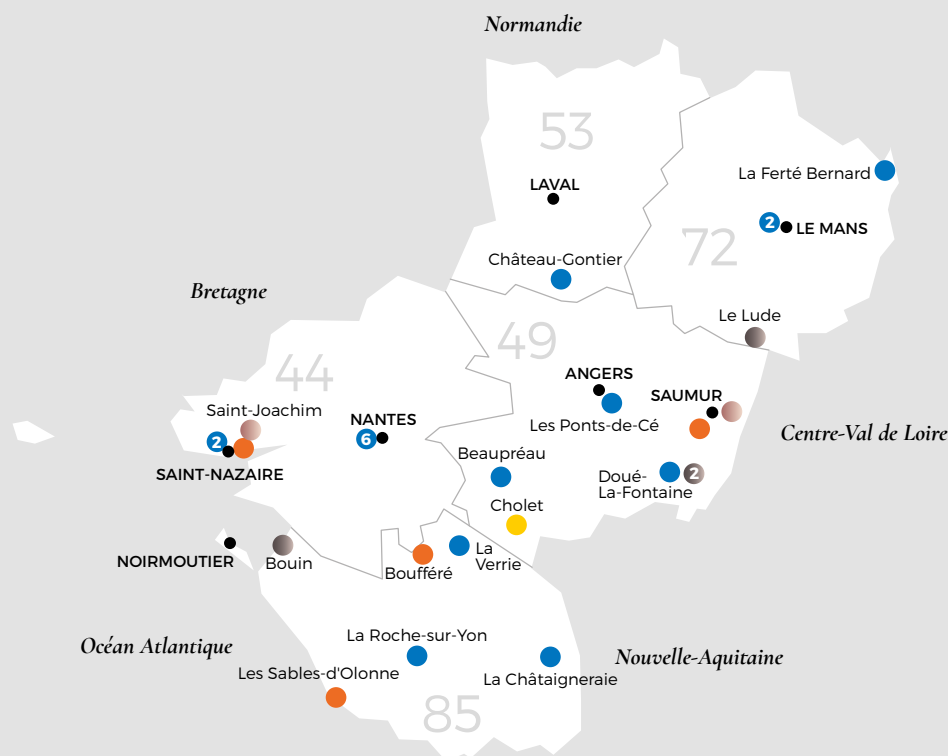 Normandie
53
LAVAL
La Ferté Bernard
2
LE MANS
72
Château-Gontier
Bretagne
Le Lude
49
44
ANGERS
SAUMUR
Saint-Joachim
Les Ponts-de-Cé
NANTES
6
2
Centre-Val de Loire
SAINT-NAZAIRE
Beaupréau
Doué-
La-Fontaine
2
Cholet
NOIRMOUTIER
Bouin
La
Verrie
Boufféré
Océan Atlantique
La Roche-sur-Yon
Nouvelle-Aquitaine
Les Sables-d'Olonne
La Châtaigneraie
85